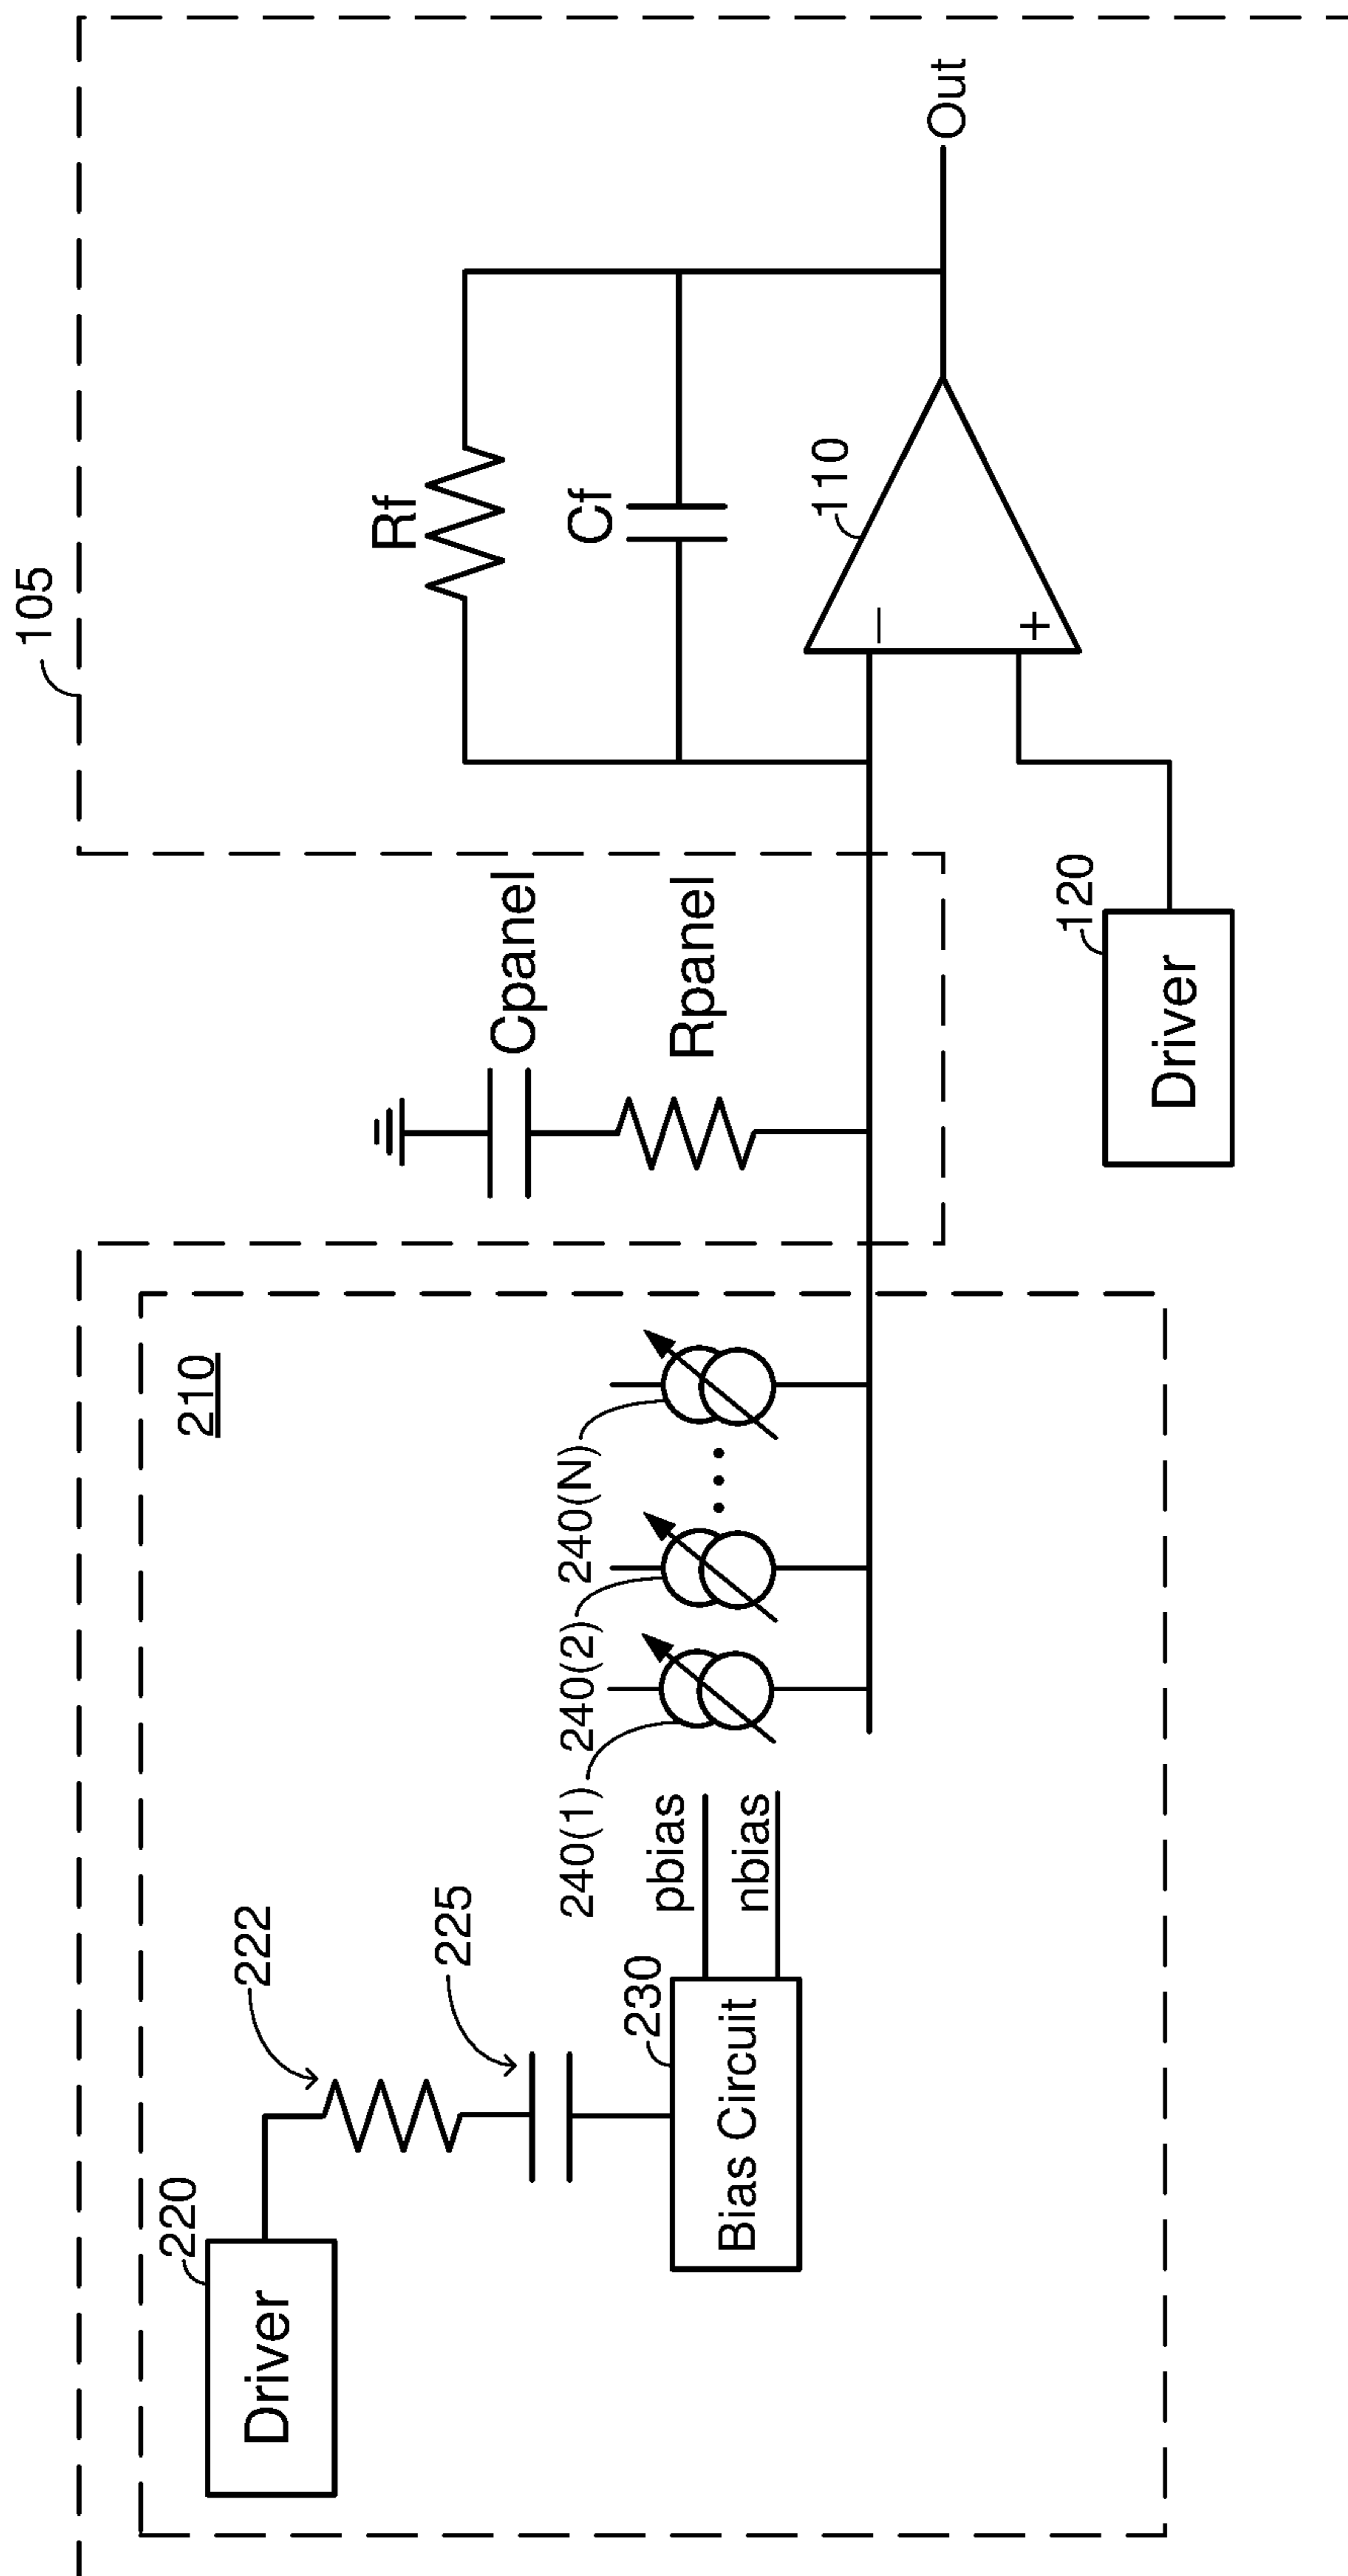 105
210
Driver
220
222
225
Bias Circuit
230
pbias
nbias
240(1)
240(2)
240(N)
Cpanel
Rpanel
Rf
Cf
110
−
+
Out
Driver
120